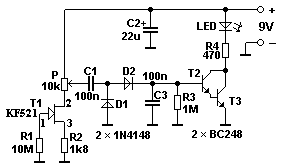 C2+
22u
LED
+
9V
−
R4
470
P
10k
C1
100n
D2
100n
T2
T3
KF521
T1
2
1
3
D1
C3
R3
1M
R1
10M
R2
1k8
2×1N4148
2×BC248